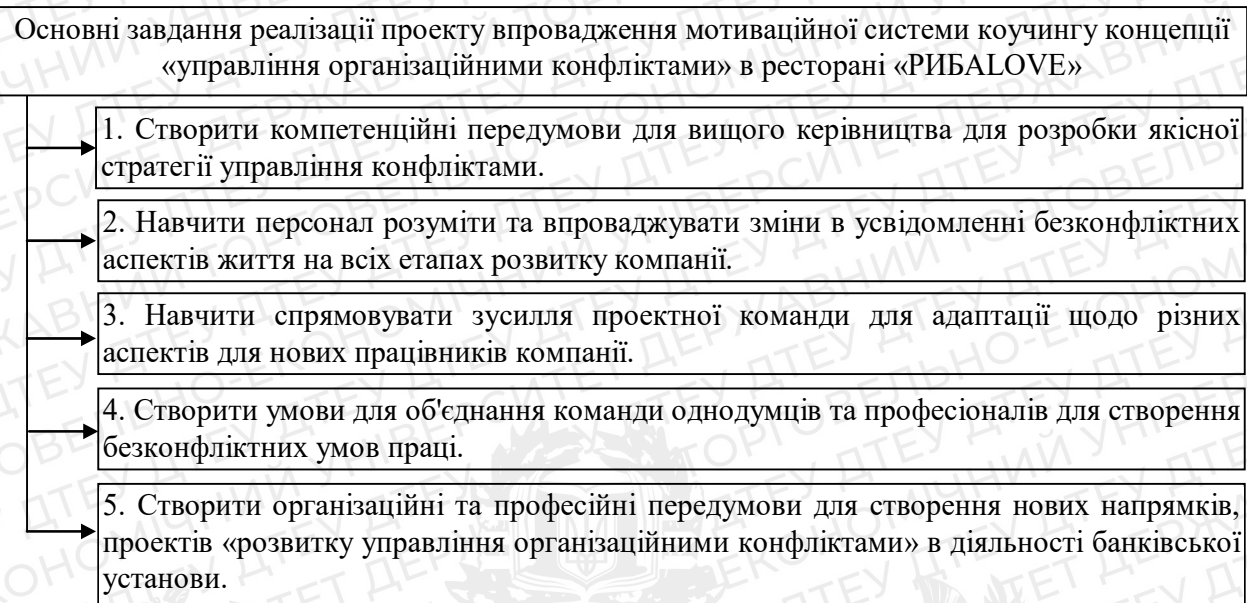 Основні завдання реалізації проекту впровадження мотиваційної системи коучингу концепції
«управління організаційними конфліктами» в ресторані «РИБАLOVE»
1. Створити компетенційні передумови для вищого керівництва для розробки якісної
стратегії управління конфліктами.
2. Навчити персонал розуміти та впроваджувати зміни в усвідомленні безконфліктних
аспектів життя на всіх етапах розвитку компанії.
3. Навчити спрямовувати зусилля проектної команди для адаптації щодо різних
аспектів для нових працівників компанії.
4. Створити умови для об'єднання команди однодумців та професіоналів для створення
безконфліктних умов праці.
5. Створити організаційні та професійні передумови для створення нових напрямків,
проектів «розвитку управління організаційними конфліктами» в діяльності банківської
установи.